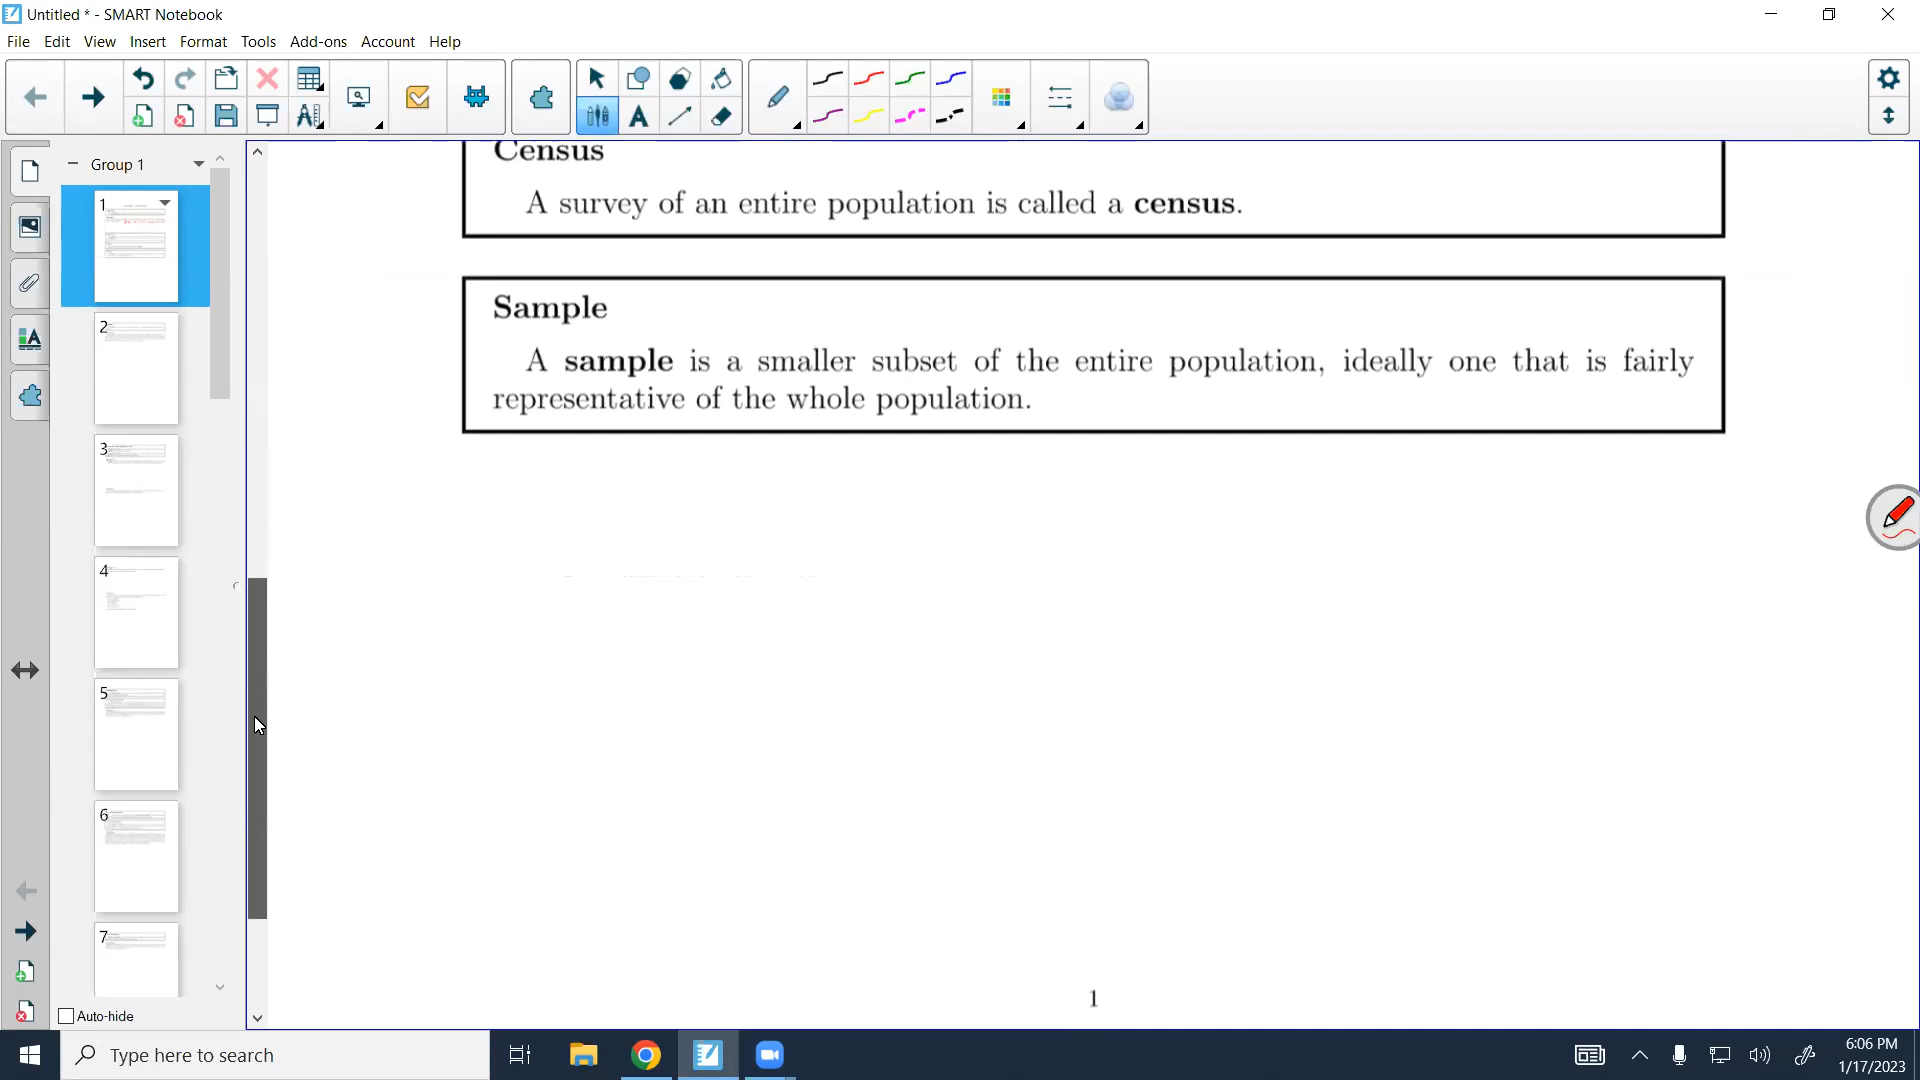 Untitled * - SMART Notebook
File Edit View Insert Format Tools Add-ons Account Help
Group 1
1
2
3
4
5
6
7
Auto-hide
Census
A survey of an entire population is called a census.
Sample
A sample is a smaller subset of the entire population, ideally one that is fairly
representative of the whole population.
1
Type here to search
6:06 PM
1/17/2023